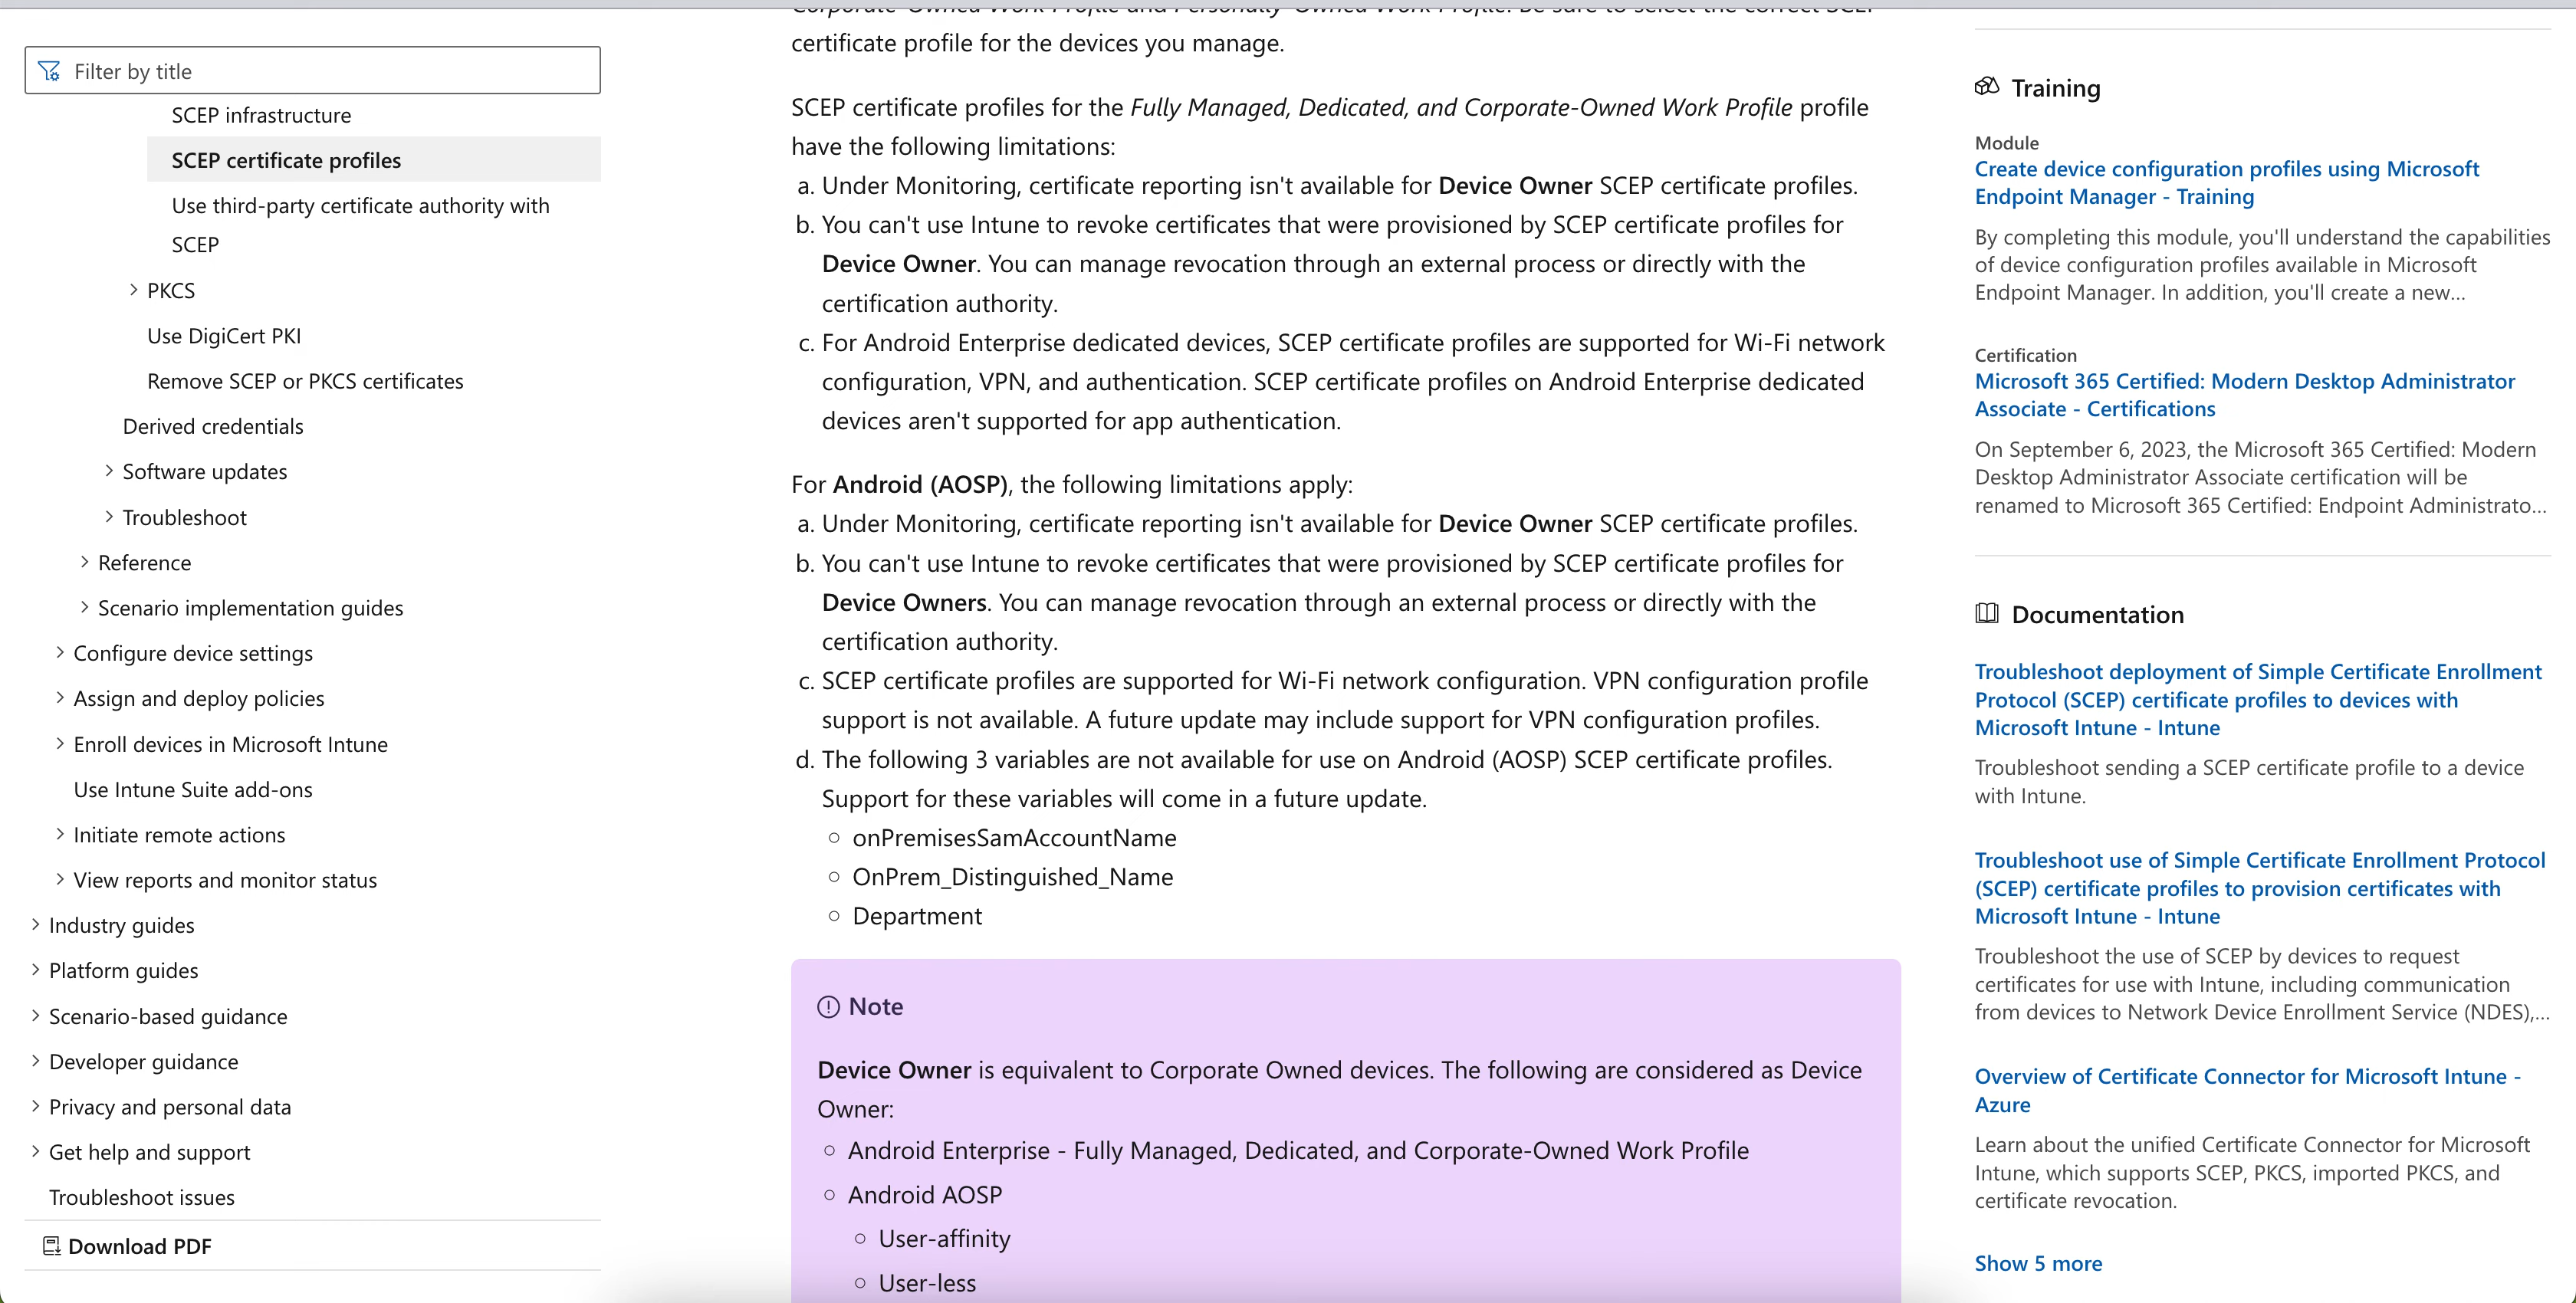 Filter by title
SCEP infrastructure
SCEP certificate profiles
Use third-party certificate authority with
SCEP
PKCS
Use DigiCert PKI
Remove SCEP or PKCS certificates
Derived credentials
Software updates
Troubleshoot
Reference
Scenario implementation guides
Configure device settings
Assign and deploy policies
Enroll devices in Microsoft Intune
Use Intune Suite add-ons
Initiate remote actions
View reports and monitor status
Industry guides
Platform guides
Scenario-based guidance
Developer guidance
Privacy and personal data
Get help and support
Troubleshoot issues
Download PDF
Corporate-Owned Work Profile and Personally-Owned Work Profile. Be sure to select the correct SCEP
certificate profile for the devices you manage.
SCEP certificate profiles for the Fully Managed, Dedicated, and Corporate-Owned Work Profile profile
have the following limitations:
a. Under Monitoring, certificate reporting isn't available for Device Owner SCEP certificate profiles.
b. You can't use Intune to revoke certificates that were provisioned by SCEP certificate profiles for
Device Owner. You can manage revocation through an external process or directly with the
certification authority.
c. For Android Enterprise dedicated devices, SCEP certificate profiles are supported for Wi-Fi network
configuration, VPN, and authentication. SCEP certificate profiles on Android Enterprise dedicated
devices aren't supported for app authentication.
For Android (AOSP), the following limitations apply:
a. Under Monitoring, certificate reporting isn't available for Device Owner SCEP certificate profiles.
b. You can't use Intune to revoke certificates that were provisioned by SCEP certificate profiles for
Device Owners. You can manage revocation through an external process or directly with the
certification authority.
c. SCEP certificate profiles are supported for Wi-Fi network configuration. VPN configuration profile
support is not available. A future update may include support for VPN configuration profiles.
d. The following 3 variables are not available for use on Android (AOSP) SCEP certificate profiles.
Support for these variables will come in a future update.
onPremisesSamAccountName
OnPrem_Distinguished_Name
Department
Note
Device Owner is equivalent to Corporate Owned devices. The following are considered as Device
Owner:
Android Enterprise - Fully Managed, Dedicated, and Corporate-Owned Work Profile
Android AOSP
User-affinity
User-less
Training
Module
Create device configuration profiles using Microsoft
Endpoint Manager - Training
By completing this module, you'll understand the capabilities
of device configuration profiles available in Microsoft
Endpoint Manager. In addition, you'll create a new...
Certification
Microsoft 365 Certified: Modern Desktop Administrator
Associate - Certifications
On September 6, 2023, the Microsoft 365 Certified: Modern
Desktop Administrator Associate certification will be
renamed to Microsoft 365 Certified: Endpoint Administrato...
Documentation
Troubleshoot deployment of Simple Certificate Enrollment
Protocol (SCEP) certificate profiles to devices with
Microsoft Intune - Intune
Troubleshoot sending a SCEP certificate profile to a device
with Intune.
Troubleshoot use of Simple Certificate Enrollment Protocol
(SCEP) certificate profiles to provision certificates with
Microsoft Intune - Intune
Troubleshoot the use of SCEP by devices to request
certificates for use with Intune, including communication
from devices to Network Device Enrollment Service (NDES),...
Overview of Certificate Connector for Microsoft Intune -
Azure
Learn about the unified Certificate Connector for Microsoft
Intune, which supports SCEP, PKCS, imported PKCS, and
certificate revocation.
Show 5 more